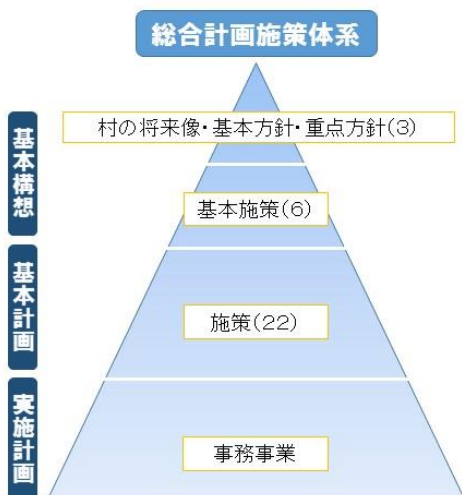 総合計画施策体系
基本構想
村の将来像・基本方針・重点方針(3)
基本施策(6)
基本計画
施策(22)
実施計画
事務事業